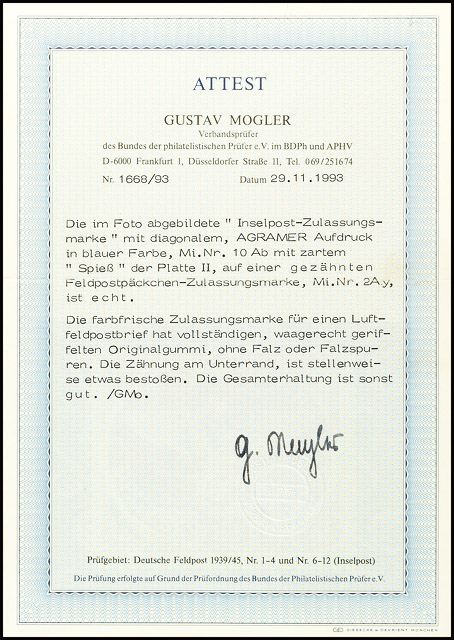 ATTEST
GUSTAV MOGLER
Verbandsprüfer
des Bundes der philatelistischen Prüfer e.V. im BDPh und APHV
D-6000 Frankfurt 1, Düsseldorfer Straße 11, Tel. 069/251674
Nr. 1668/93 Datum 29.11.1993
Die im Foto abgebildete " Inselpost-Zulassungs-
marke " mit diagonalem, AGRAMER Aufdruck
in blauer Farbe, Mi.Nr. 10 Ab mit zartem
" Spieß " der Platte II, auf einer gezähnten
Feldpostpäckchen-Zulassungsmarke, Mi.Nr. 2A.y,
ist echt.
Die farbfrische Zulassungsmarke für einen Luft-
feldpostbrief hat vollständigen, waagerecht gerif-
felten Originalgummi, ohne Falz oder Falzspu-
ren. Die Zähnung am Unterrand, ist stellenwei-
se etwas bestoßen. Die Gesamterhaltung ist sonst
gut. /GMo.
G. Mogler
Prüfgebiet: Deutsche Feldpost 1939/45, Nr. 1-4 und Nr. 6-12 (Inselpost)
Die Prüfung erfolgte auf Grund der Prüfordnung des Bundes der Philatelistischen Prüfer e.V.
GIESECKE & DEVRIENT MÜNCHEN